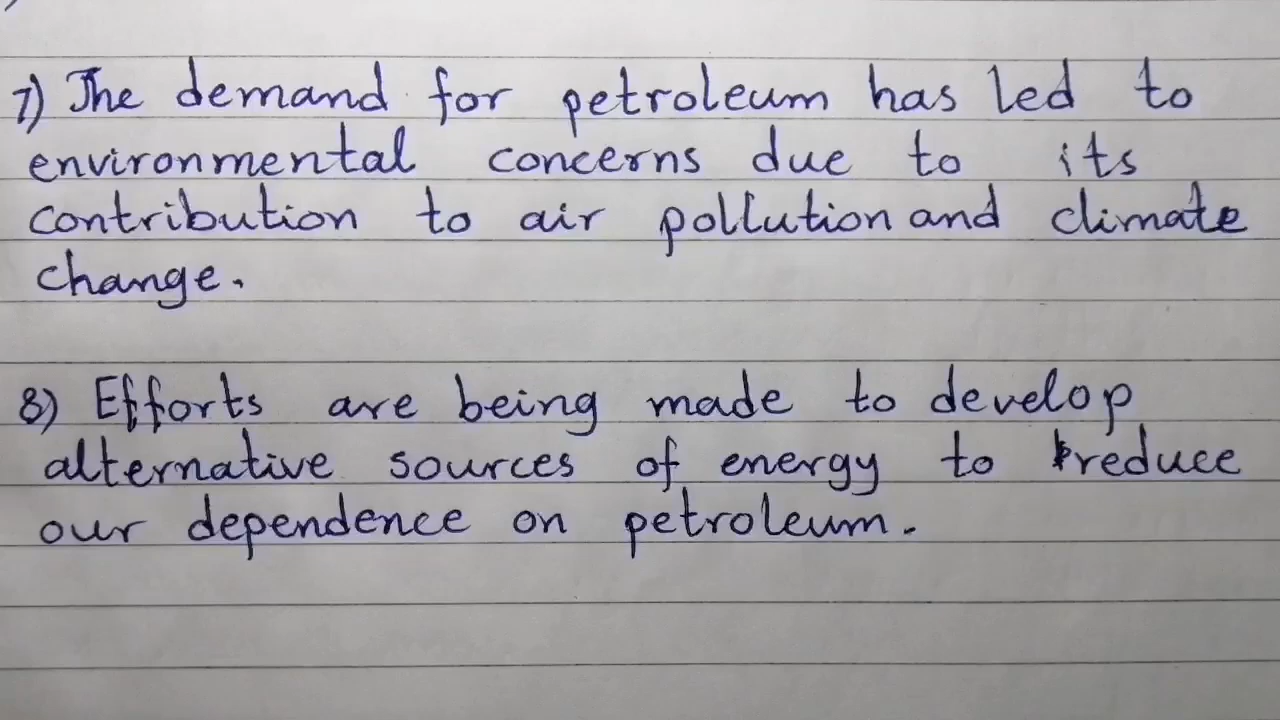 7) The demand for petroleum has led to
environmental concerns due to its
contribution to air pollution and climate
change.
8) Efforts are being made to develop
alternative sources of energy to reduce
our dependence on petroleum.